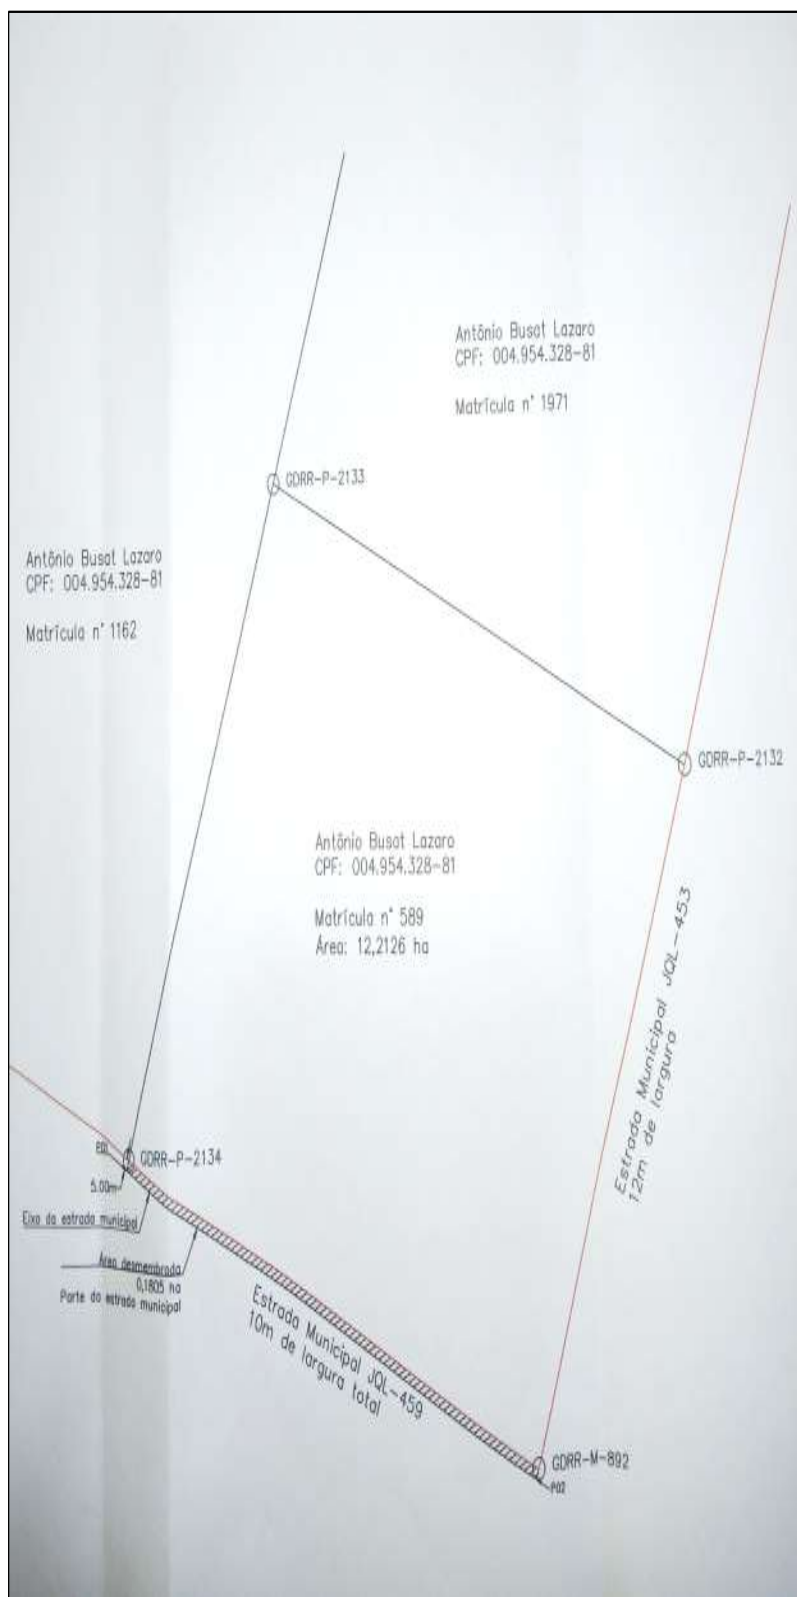 Antônio Busat Lazaro
CPF: 004.954.328-81
Matrícula n° 1971
GDRR-P-2133
Antônio Busat Lazaro
CPF: 004.954.328-81
Matrícula n° 1162
GDRR-P-2132
Antônio Busat Lazaro
CPF: 004.954.328-81
Matrícula n° 589
Área: 12,2126 ha
Estrada Municipal JQL-453
12m de largura
P01
GDRR-P-2134
5.00m
Eixo da estrada municipal
Área desmembrada
0,1805 ha
Parte da estrada municipal
Estrada Municipal JQL-459
10m de largura total
GDRR-M-892
P02